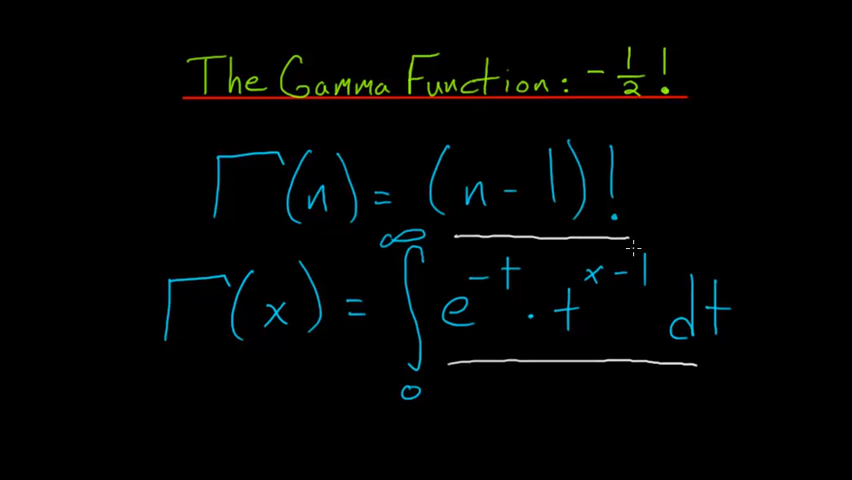 The Gamma Function: -1/2!
Γ(n) = (n-1)!
Γ(x) = ∫₀^∞ e^(-t) · t^(x-1) dt